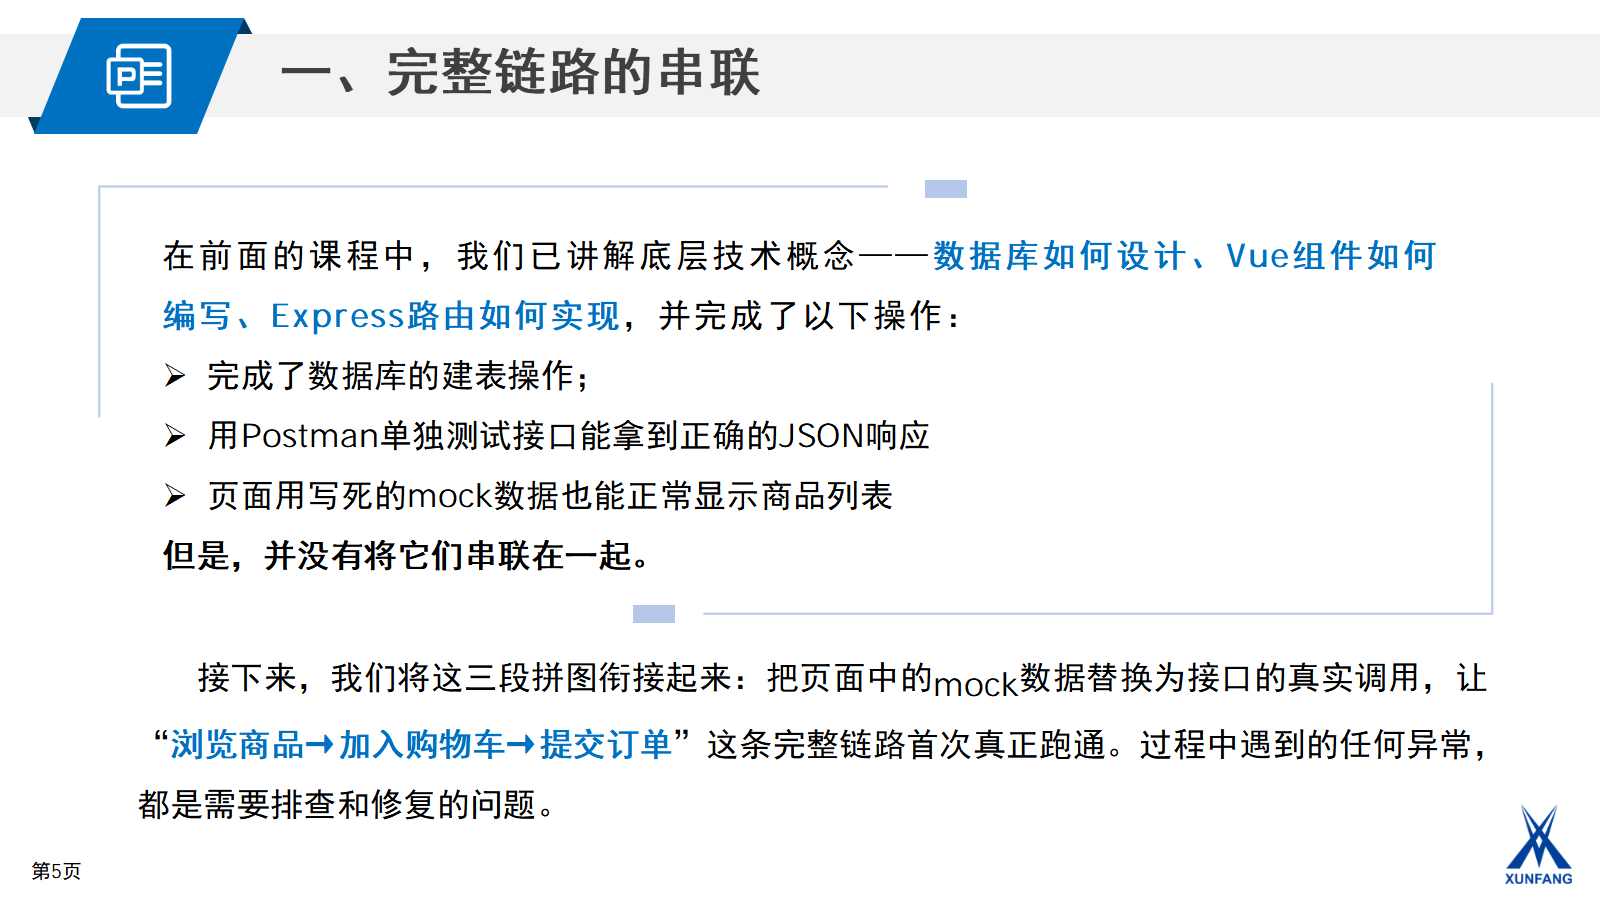 一、完整链路的串联
在前面的课程中，我们已讲解底层技术概念——数据库如何设计、Vue组件如何
编写、Express路由如何实现，并完成了以下操作：
➢ 完成了数据库的建表操作；
➢ 用Postman单独测试接口能拿到正确的JSON响应
➢ 页面用写死的mock数据也能正常显示商品列表
但是，并没有将它们串联在一起。
接下来，我们将这三段拼图衔接起来：把页面中的mock数据替换为接口的真实调用，让
“浏览商品→加入购物车→提交订单”这条完整链路首次真正跑通。过程中遇到的任何异常，
都是需要排查和修复的问题。
第5页
XUNFANG